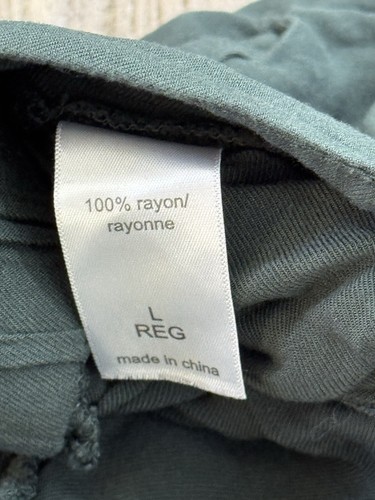 100% rayon/
rayonne
L
REG
made in china